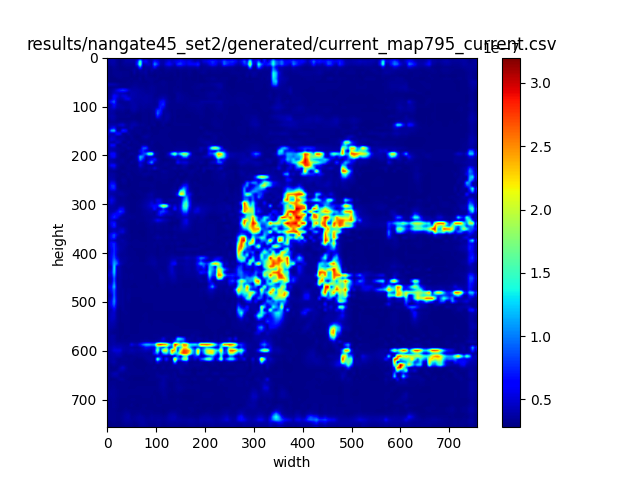 results/nangate45_set2/generated/current_map795_current.csv
1e−7
0
100
200
300
400
500
600
700
height
0 100 200 300 400 500 600 700
width
3.0
2.5
2.0
1.5
1.0
0.5